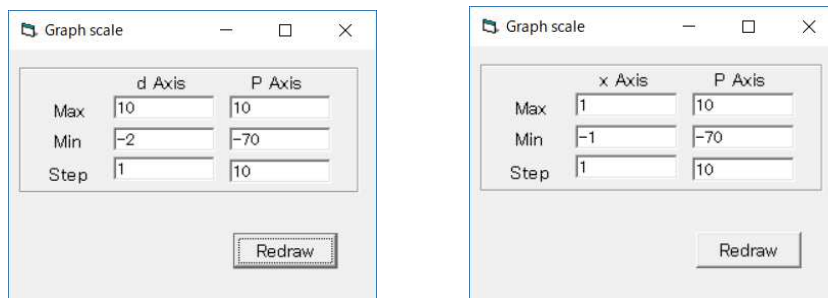 Graph scale
d Axis P Axis
Max 10 10
Min -2 -70
Step 1 10
Redraw
Graph scale
x Axis P Axis
Max 1 10
Min -1 -70
Step 1 10
Redraw